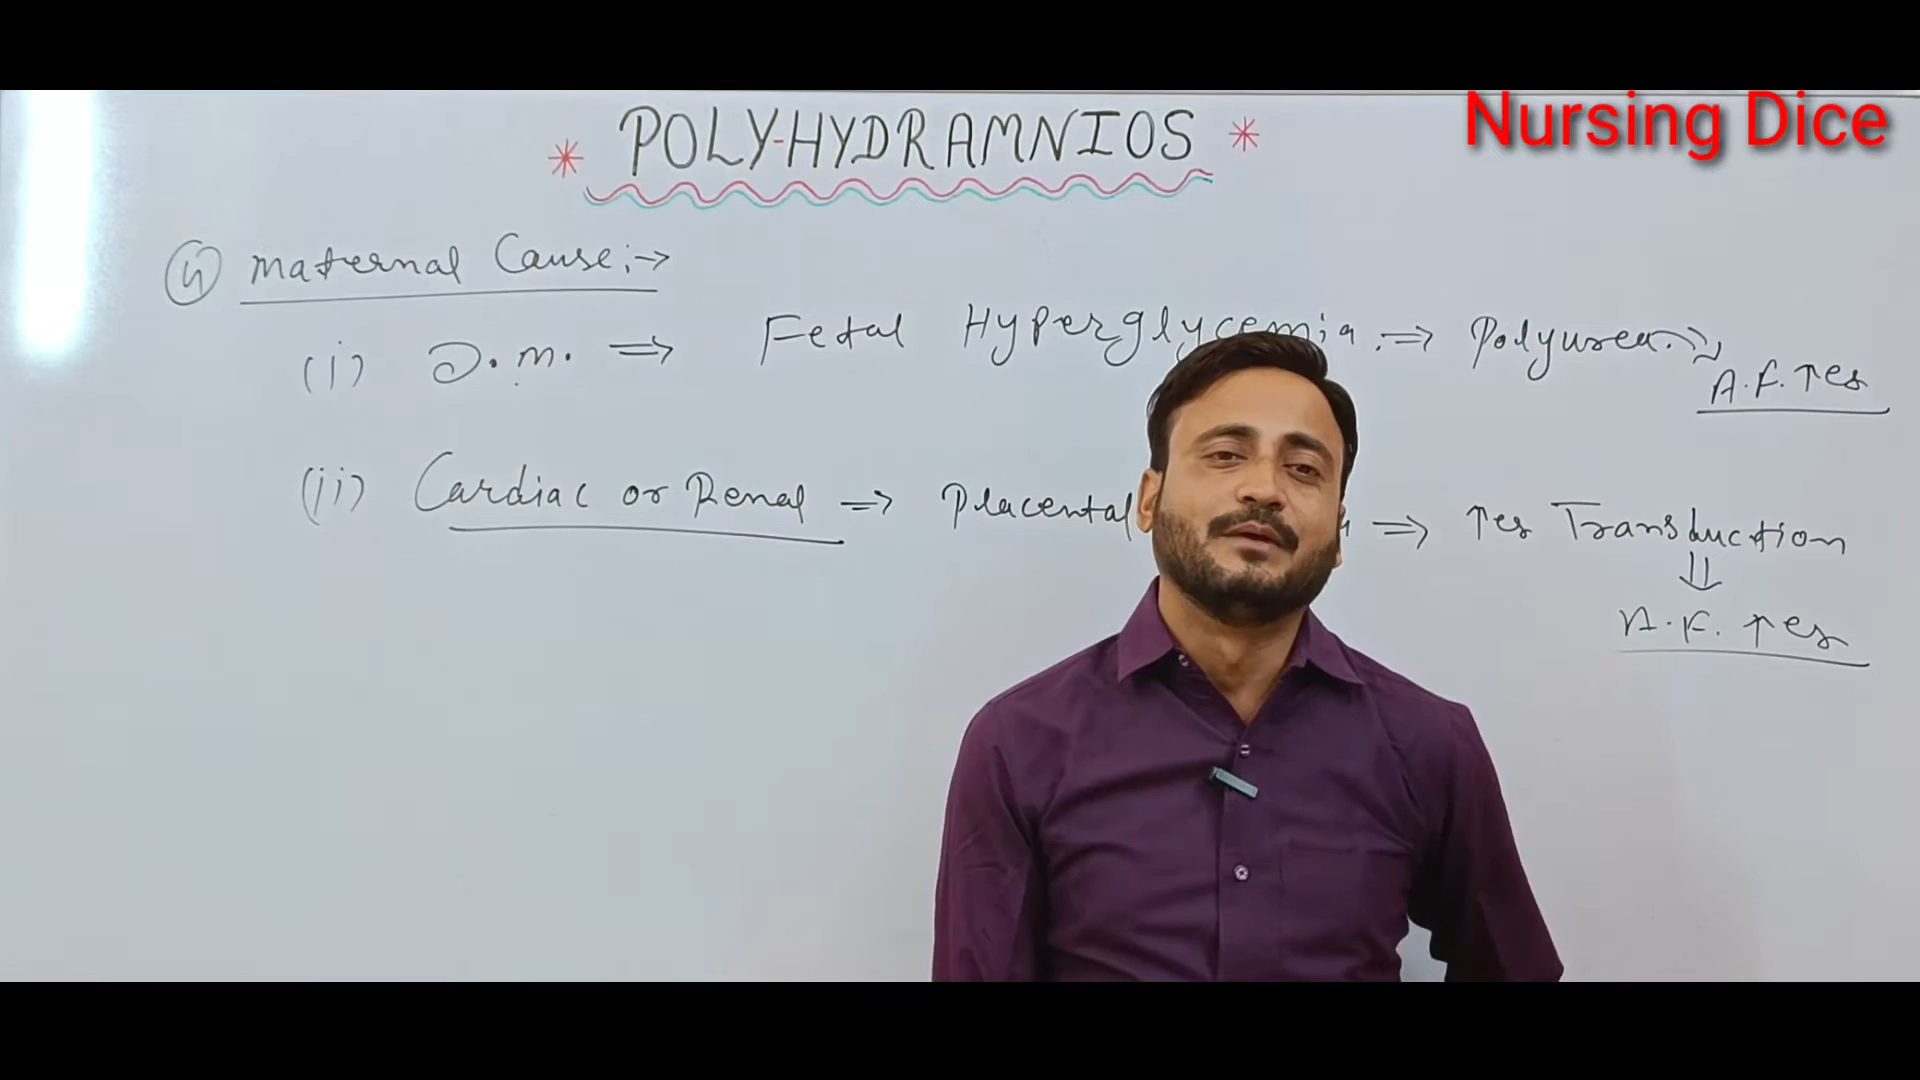 Nursing Dice
* POLY-HYDRAMNIOS *
④ Maternal Cause:→
(i) D.M. ⇒ Fetal Hyperglycemia. ⇒ Polyurea. ⇒
A.F. ↑es
(ii) Cardiac or Renal ⇒ Placental ⇒ ↑es Transduction
⇓
A.F. ↑es